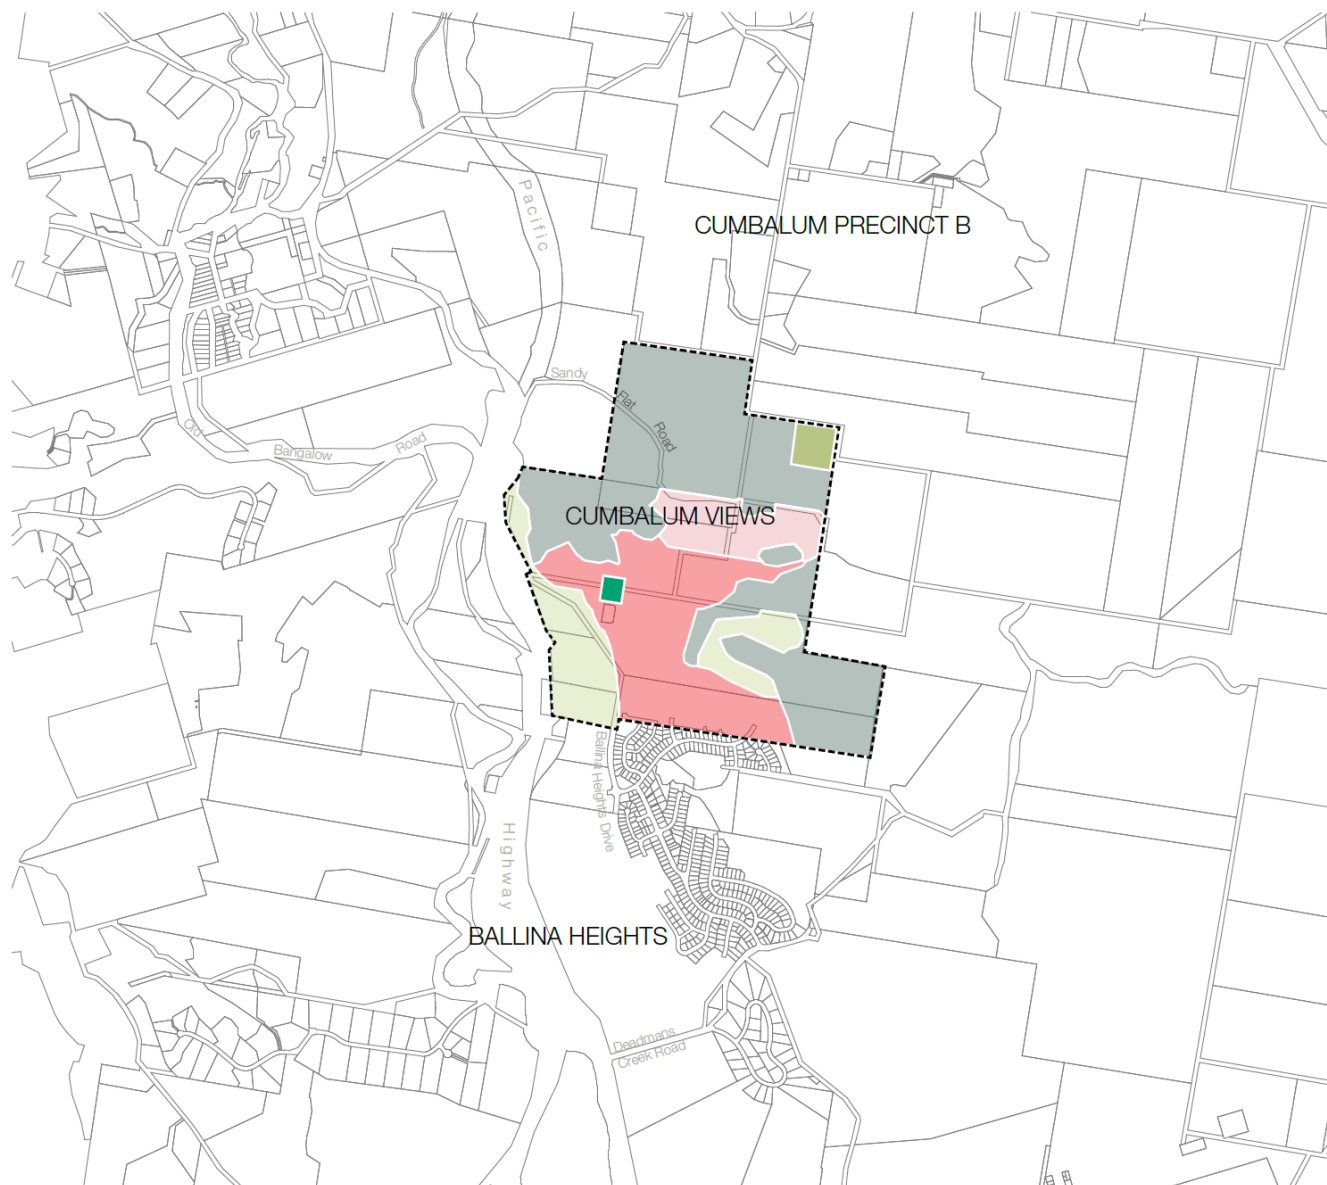 Pacific
CUMBALUM PRECINCT B
Sandy
Flat
Road
Old
Bangalow
Road
CUMBALUM VIEWS
Ballina Heights Drive
Highway
BALLINA HEIGHTS
Deadmans
Creek Road